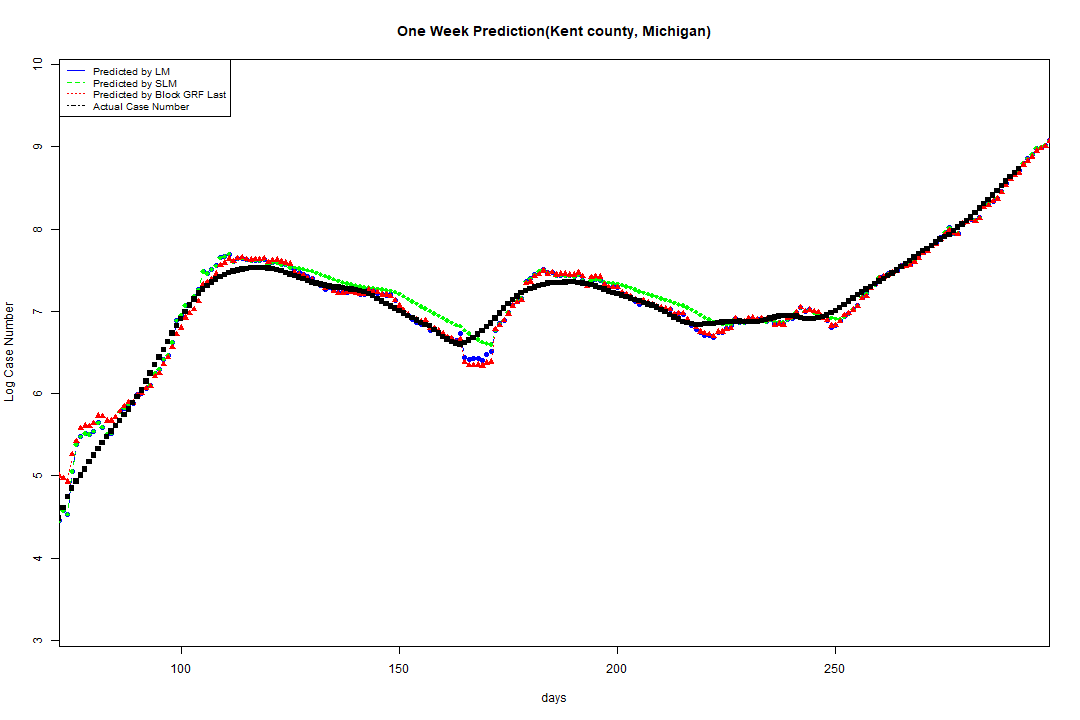 One Week Prediction(Kent county, Michigan)
Predicted by LM
Predicted by SLM
Predicted by Block GRF Last
Actual Case Number
10
9
8
7
6
5
4
3
Log Case Number
100 150 200 250
days